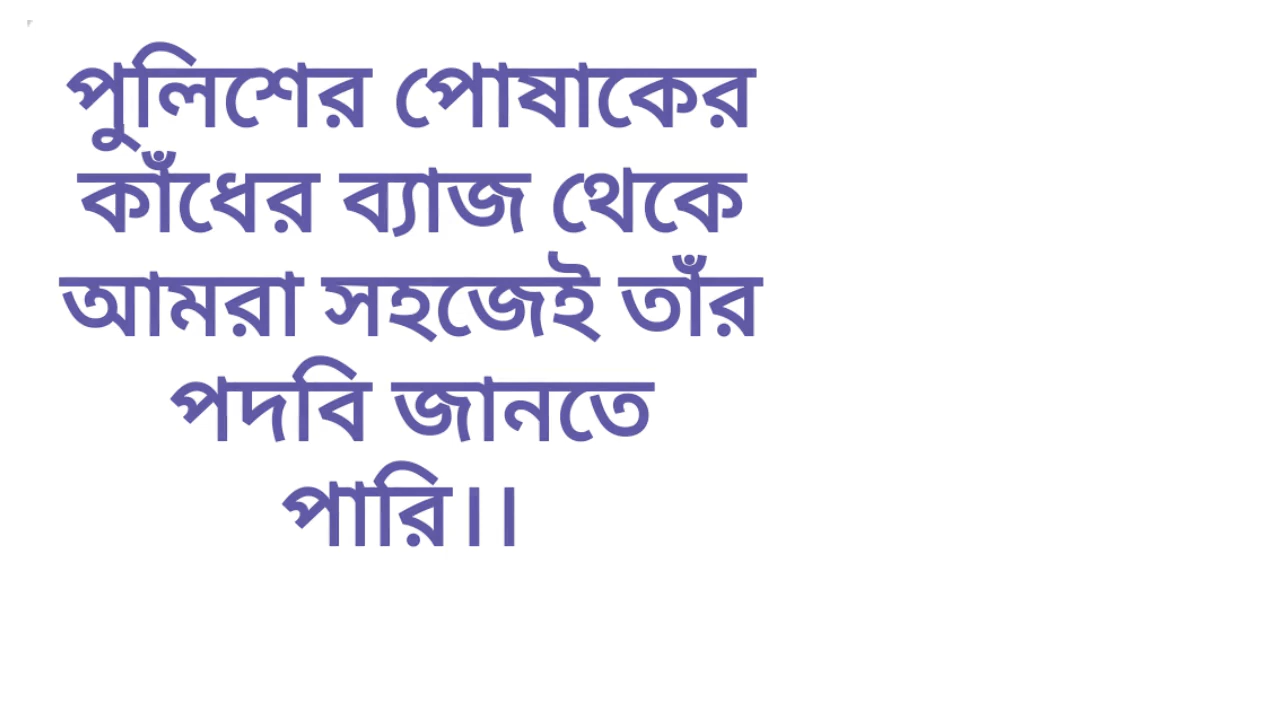 পুলিশের পোষাকের
কাঁধের ব্যাজ থেকে
আমরা সহজেই তাঁর
পদবি জানতে
পারি।।